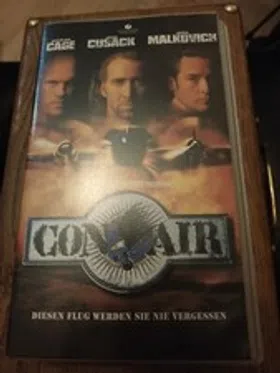 CAGE CUSACK MALKOVICH
CON AIR
DIESEN FLUG WERDEN SIE NIE VERGESSEN